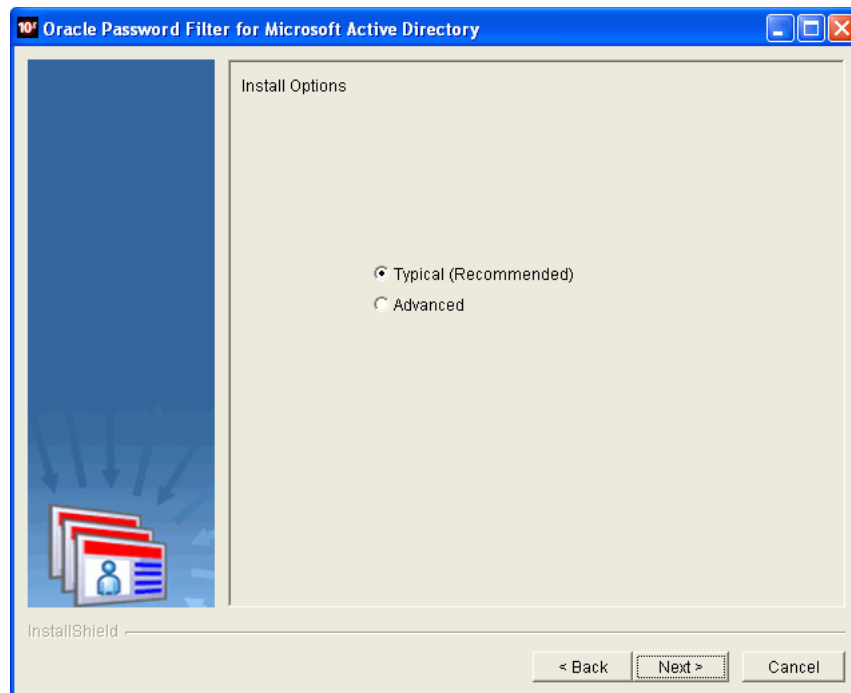 10g Oracle Password Filter for Microsoft Active Directory
Install Options
Typical (Recommended)
Advanced
InstallShield
< Back
Next >
Cancel